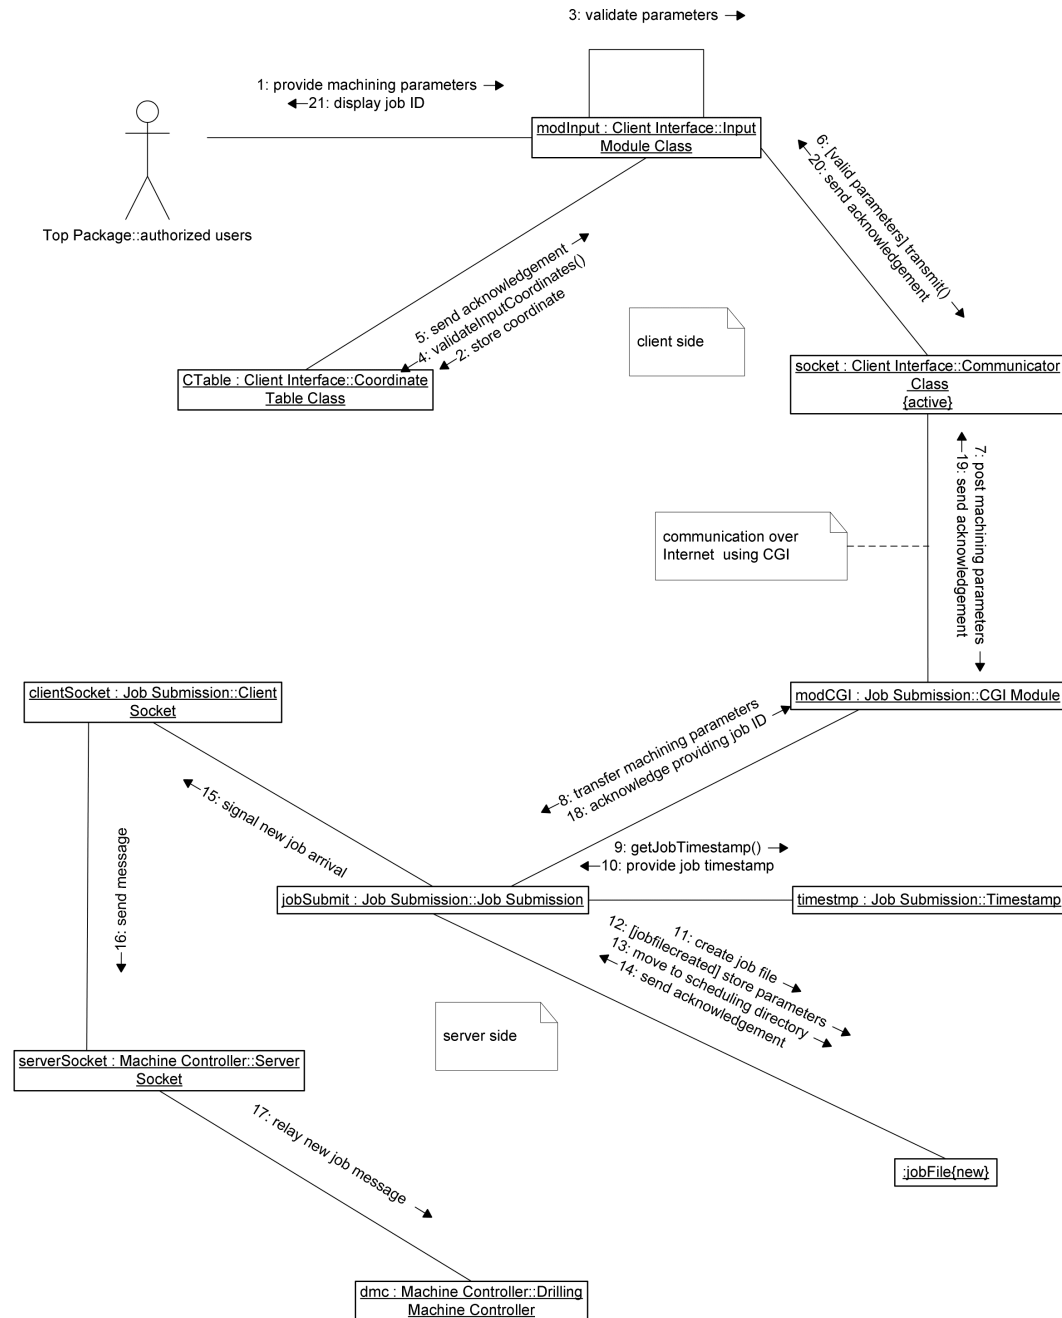 3: validate parameters
1: provide machining parameters
21: display job ID
modInput : Client Interface::Input
Module Class
Top Package::authorized users
6: [valid parameters] transmit()
20: send acknowledgement
5: send acknowledgement
4: validateInputCoordinates()
2: store coordinate
client side
CTable : Client Interface::Coordinate
Table Class
socket : Client Interface::Communicator
Class
{active}
7: post machining parameters
19: send acknowledgement
communication over
Internet using CGI
clientSocket : Job Submission::Client
Socket
modCGI : Job Submission::CGI Module
8: transfer machining parameters
18: acknowledge providing job ID
15: signal new job arrival
16: send message
9: getJobTimestamp()
10: provide job timestamp
jobSubmit : Job Submission::Job Submission
timestmp : Job Submission::Timestamp
11: create job file
12: [jobfilecreated] store parameters
13: move to scheduling directory
14: send acknowledgement
server side
serverSocket : Machine Controller::Server
Socket
17: relay new job message
:jobFile{new}
dmc : Machine Controller::Drilling
Machine Controller